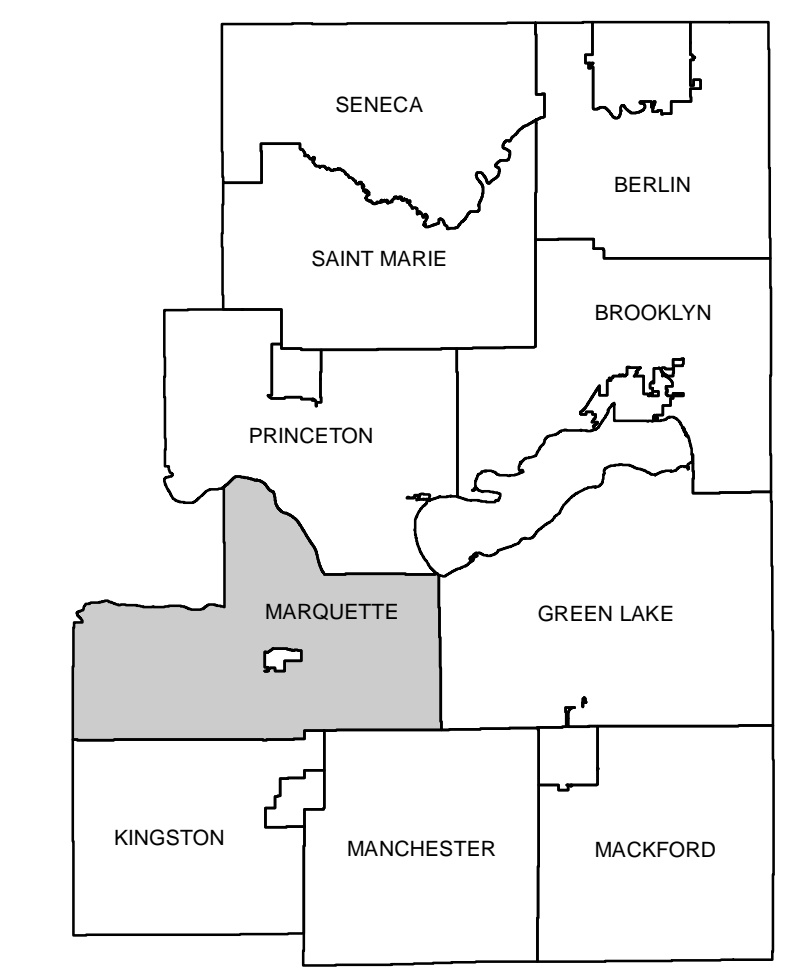 SENECA
BERLIN
SAINT MARIE
BROOKLYN
PRINCETON
MARQUETTE
GREEN LAKE
KINGSTON
MANCHESTER
MACKFORD